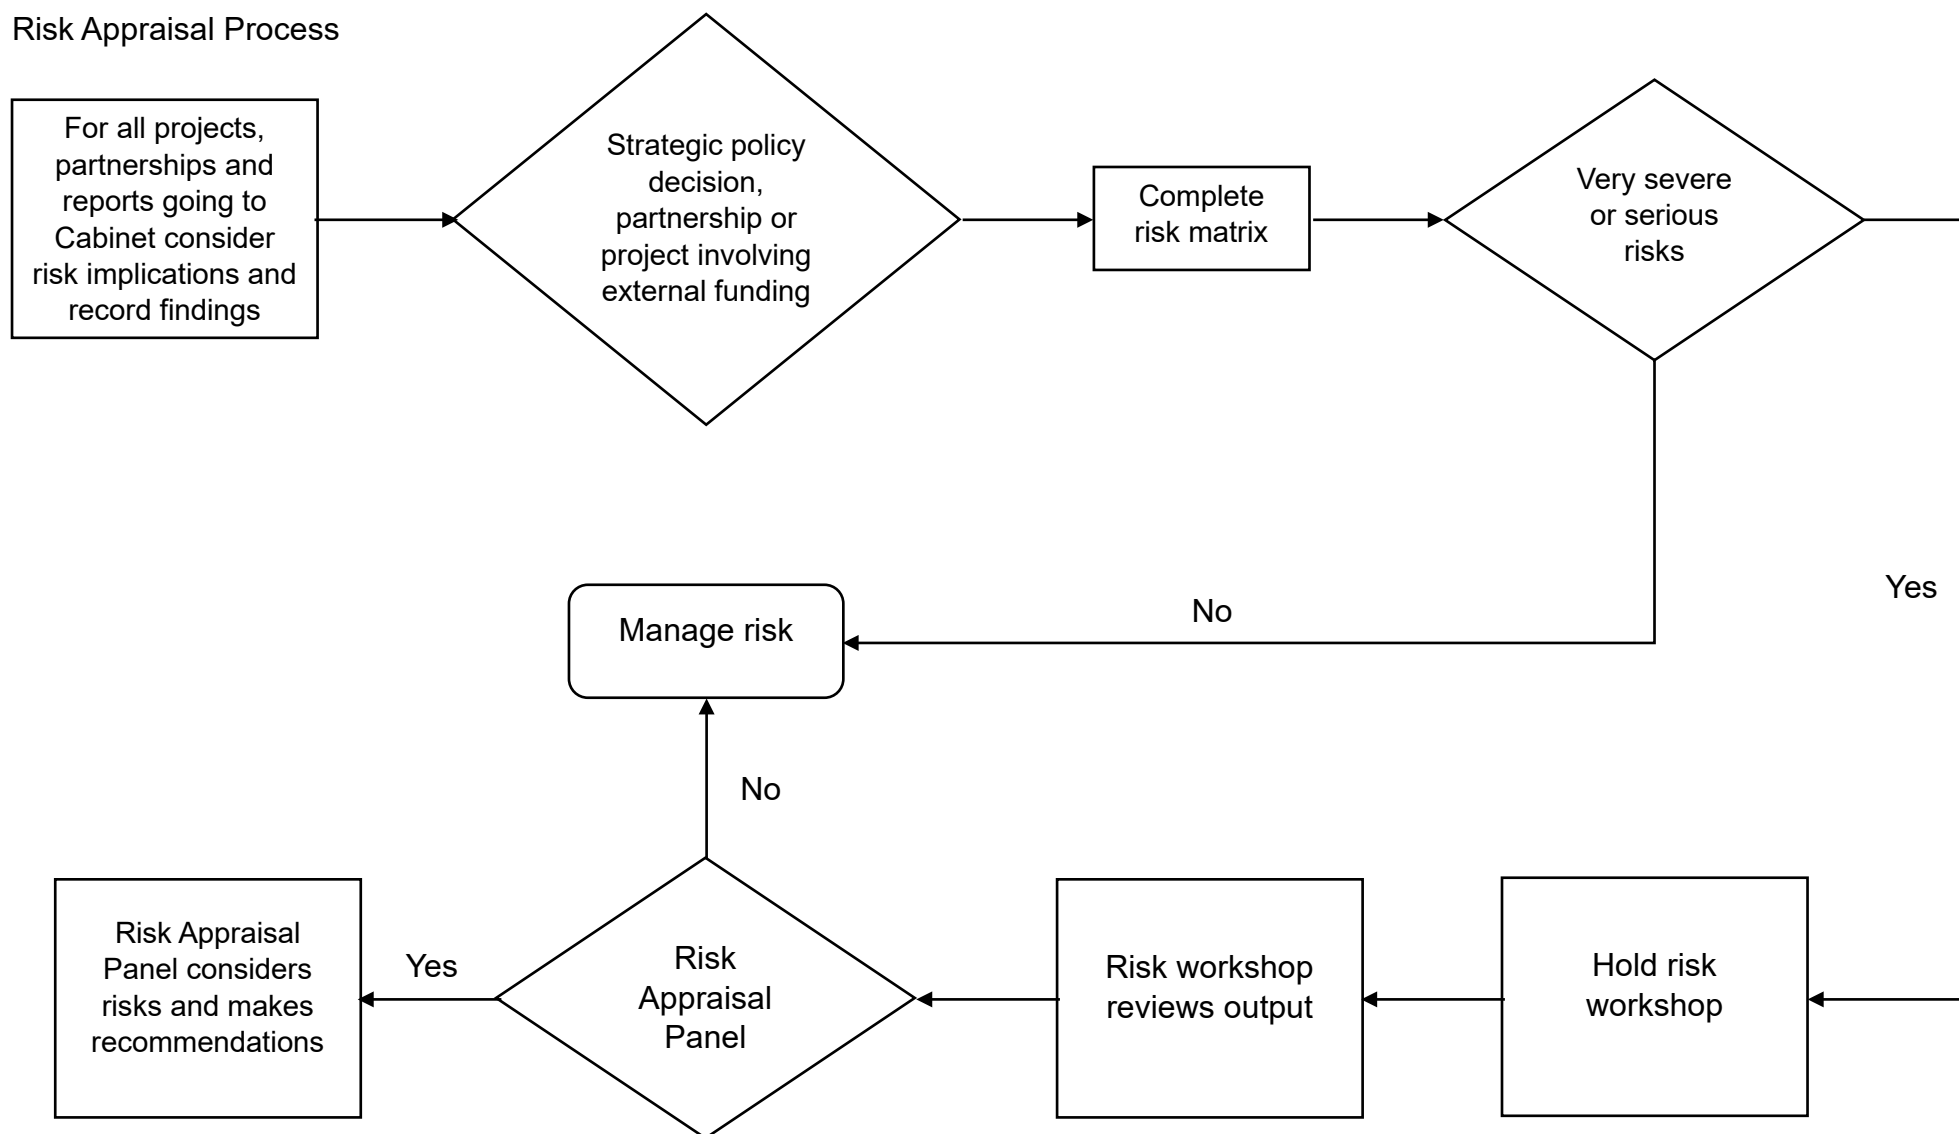 Risk Appraisal Process
For all projects,
partnerships and
reports going to
Cabinet consider
risk implications and
record findings
Strategic policy
decision,
partnership or
project involving
external funding
Complete
risk matrix
Very severe
or serious
risks
Yes
No
Manage risk
No
Hold risk
workshop
Risk workshop
reviews output
Risk
Appraisal
Panel
Yes
Risk Appraisal
Panel considers
risks and makes
recommendations